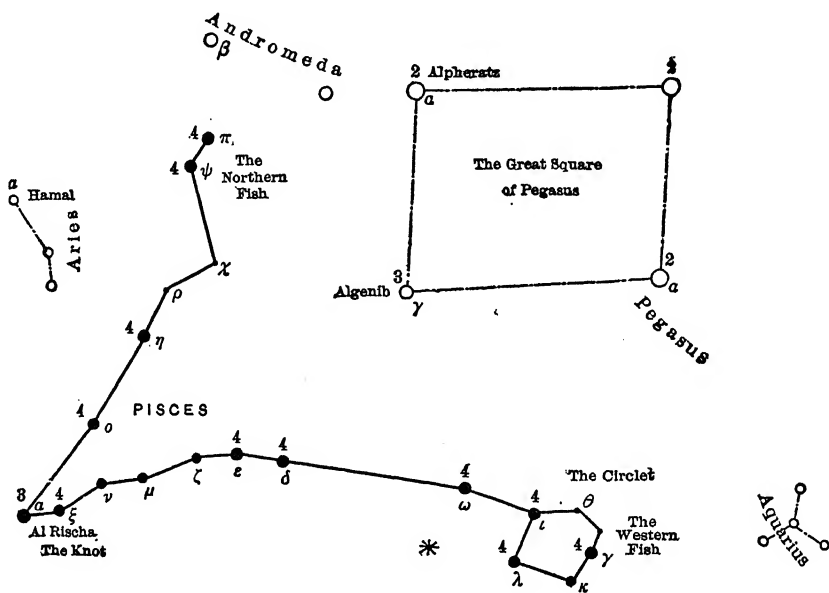 Andromeda
β
2 Alpheratz
a
4 π
The
4 ψ Northern
Fish
The Great Square
of Pegasus
a Hamal
Aries
χ
ρ
2
a
3
Algenib
γ
Pegasus
4
η
4
PISCES
ο
4
ε
4
δ
ζ
μ
ν
3
a
4
ξ
Al Rischa
The Knot
4
ω
The Circlet
4
ι
θ
The
Western
Fish
4 γ
4
λ
κ
*
Aquarius